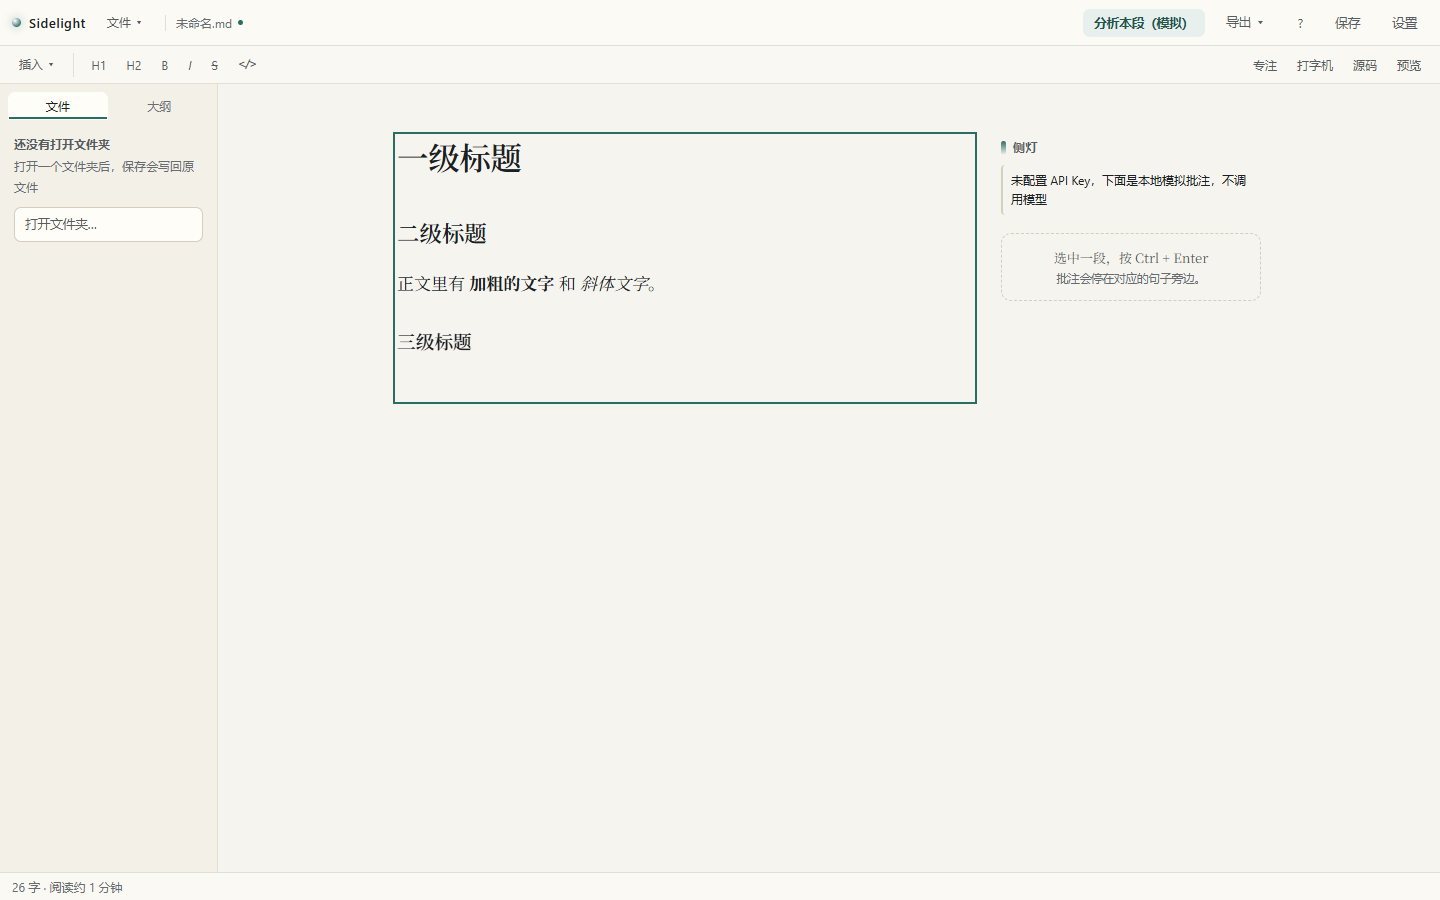 Sidelight 文件 ▾ 未命名.md ● 分析本段（模拟） 导出 ▾ ? 保存 设置
插入 ▾ H1 H2 B I S </> 专注 打字机 源码 预览
文件 大纲
还没有打开文件夹
打开一个文件夹后，保存会写回原
文件
打开文件夹...
一级标题
二级标题
正文里有 加粗的文字 和 斜体文字。
三级标题
侧灯
未配置 API Key，下面是本地模拟批注，不调
用模型
选中一段，按 Ctrl + Enter
批注会停在对应的句子旁边。
26 字 · 阅读约 1 分钟